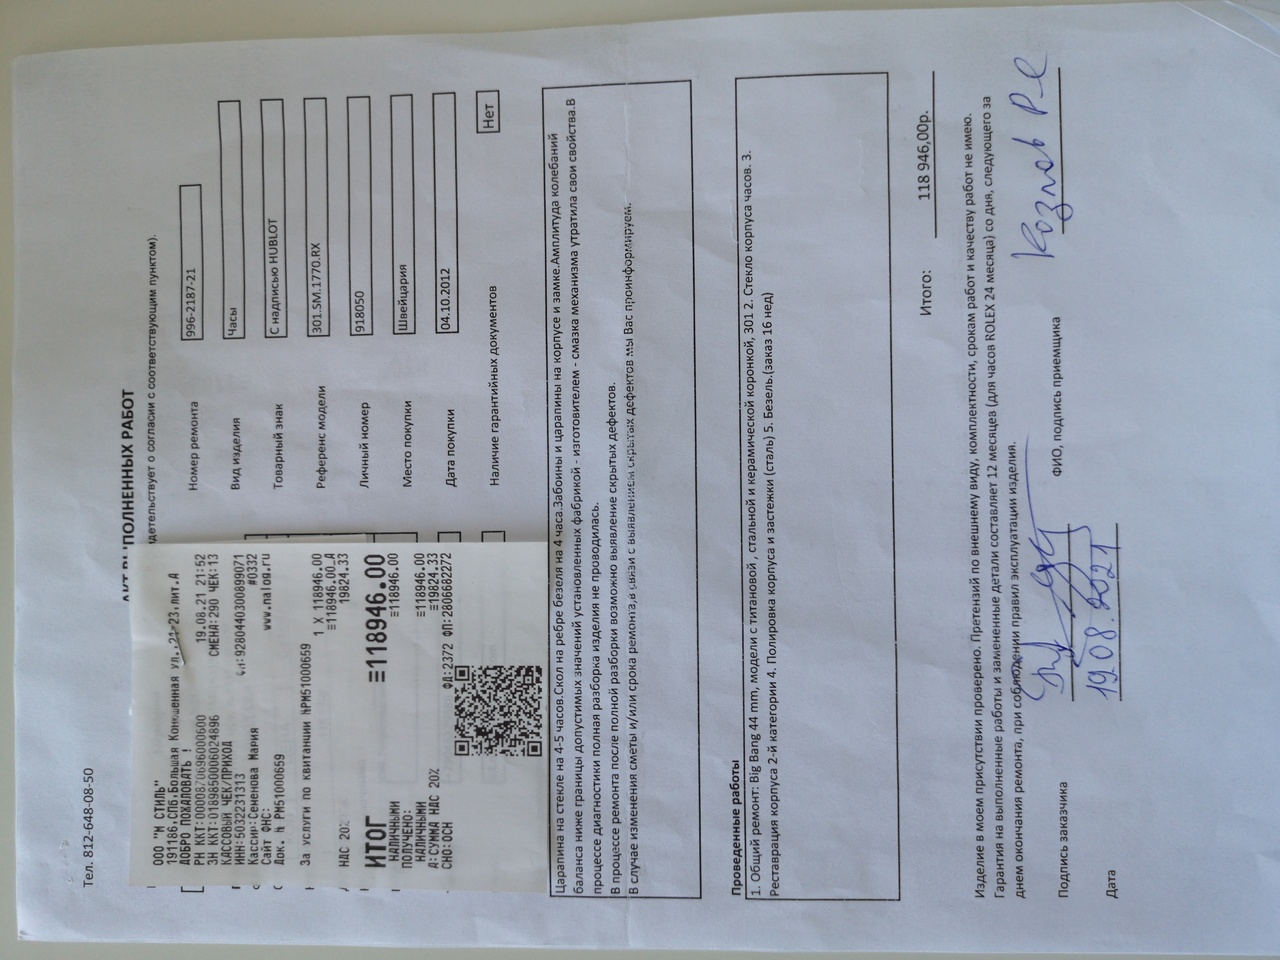 Тел. 812-648-08-50
АКТ ВЫПОЛНЕННЫХ РАБОТ
детельствует о согласии с соответствующим пунктом).
ООО "М СТИЛЬ"
191186,СПб,Большая Конюшенная ул.,21-23,лит.А
ДОБРО ПОЖАЛОВАТЬ !
РН ККТ:0000870696000600 19.08.21 21:52
ЗН ККТ:0189850006024896 СМЕНА:290 ЧЕК:13
КАССОВЫЙ ЧЕК/ПРИХОД
ИНН:5032231313 ФН:9280440300899071
Кассир:Семенова Мария #0332
Сайт ФНС: www.nalog.ru
Док. № РМ51000659
За услуги по квитанции №РМ51000659
1 X 118946.00
≡118946.00_А
НДС 20% 19824.33
ИТОГ ≡118946.00
НАЛИЧНЫМИ ≡118946.00
ПОЛУЧЕНО:
НАЛИЧНЫМИ ≡118946.00
А:СУММА НДС 20% ≡19824.33
СНО:ОСН ФД:2372 ФП:2806682272
Номер ремонта 996-2187-21
Вид изделия Часы
Товарный знак С надписью HUBLOT
Референс модели 301.SM.1770.RX
Личный номер 918050
Место покупки Швейцария
Дата покупки 04.10.2012
Наличие гарантийных документов Нет
Царапина на стекле на 4-5 часов.Скол на ребре безеля на 4 часа.Забоины и царапины на корпусе и замке.Амплитуда колебаний
баланса ниже границы допустимых значений установленных фабрикой - изготовителем - смазка механизма утратила свои свойства.В
процессе диагностики полная разборка изделия не проводилась.
В процессе ремонта после полной разборки возможно выявление скрытых дефектов.
В случае изменения сметы и/или срока ремонта,в связи с выявлением скрытых дефектов мы Вас проинформируем.
Проведенные работы
1. Общий ремонт: Big Bang 44 mm, модели с титановой , стальной и керамической коронкой, 301 2. Стекло корпуса часов. 3.
Реставрация корпуса 2-й категории 4. Полировка корпуса и застежки (сталь) 5. Безель.(заказ 16 нед)
Итого: 118 946,00р.
Изделие в моем присутствии проверено. Претензий по внешнему виду, комплектности, срокам работ и качеству работ не имею.
Гарантия на выполненные работы и замененные детали составляет 12 месяцев (для часов ROLEX 24 месяца) со дня, следующего за
днем окончания ремонта, при соблюдении правил эксплуатации изделия.
Подпись заказчика ФИО, подпись приемщика Козлов Р
Дата 19.08.2021